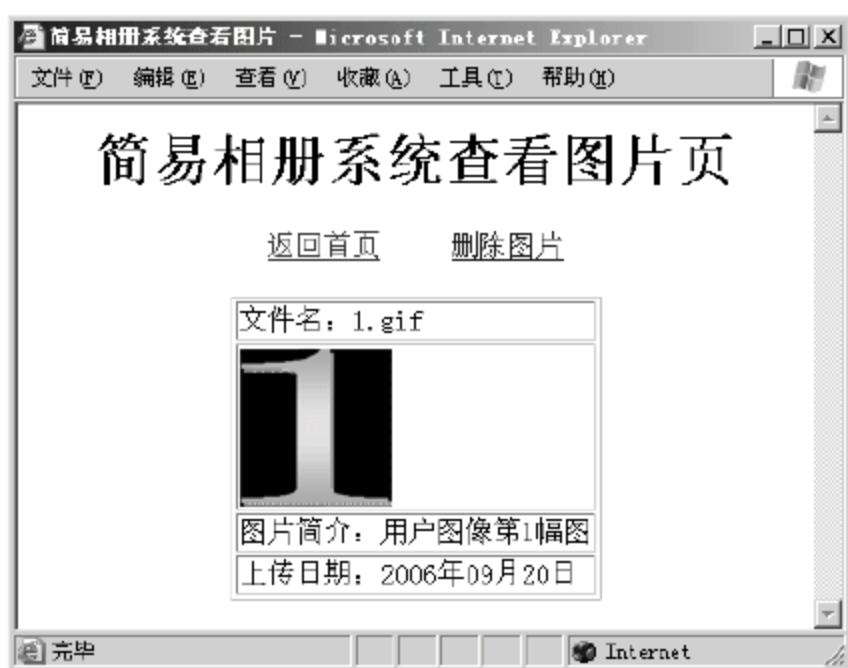 简易相册系统查看图片 - Microsoft Internet Explorer
文件(F) 编辑(E) 查看(V) 收藏(A) 工具(T) 帮助(H)
简易相册系统查看图片页
返回首页 删除图片
文件名：1.gif
1
图片简介：用户图像第1幅图
上传日期：2006年09月20日
完毕 Internet